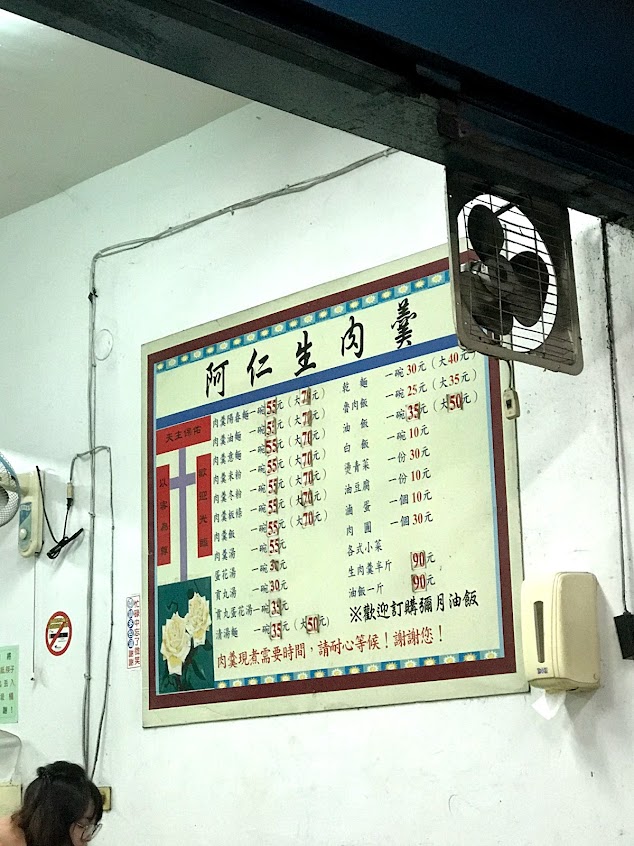 阿仁生肉羹
天主保佑
歡迎光臨
以客為尊
肉羹陽春麵一碗55元（大70元）
肉羹油麵一碗55元（大70元）
肉羹意麵一碗55元（大70元）
肉羹米粉一碗55元（大70元）
肉羹冬粉一碗55元（大70元）
肉羹板條一碗55元（大70元）
肉羹飯一碗55元（大70元）
肉羹湯一碗55元
蛋花湯一碗30元
貢丸湯一碗30元
貢丸蛋花湯一碗35元
清湯麵一碗35元（大50元）
乾麵一碗30元（大40元）
魯肉飯一碗25元（大35元）
油飯一碗35元（大50元）
白飯一碗10元
燙青菜一份30元
油豆腐一份10元
滷蛋一個10元
肉圓一個30元
各式小菜
生肉羹半斤90元
油飯一斤90元
※歡迎訂購彌月油飯
肉羹現煮需要時間，請耐心等候！謝謝您！